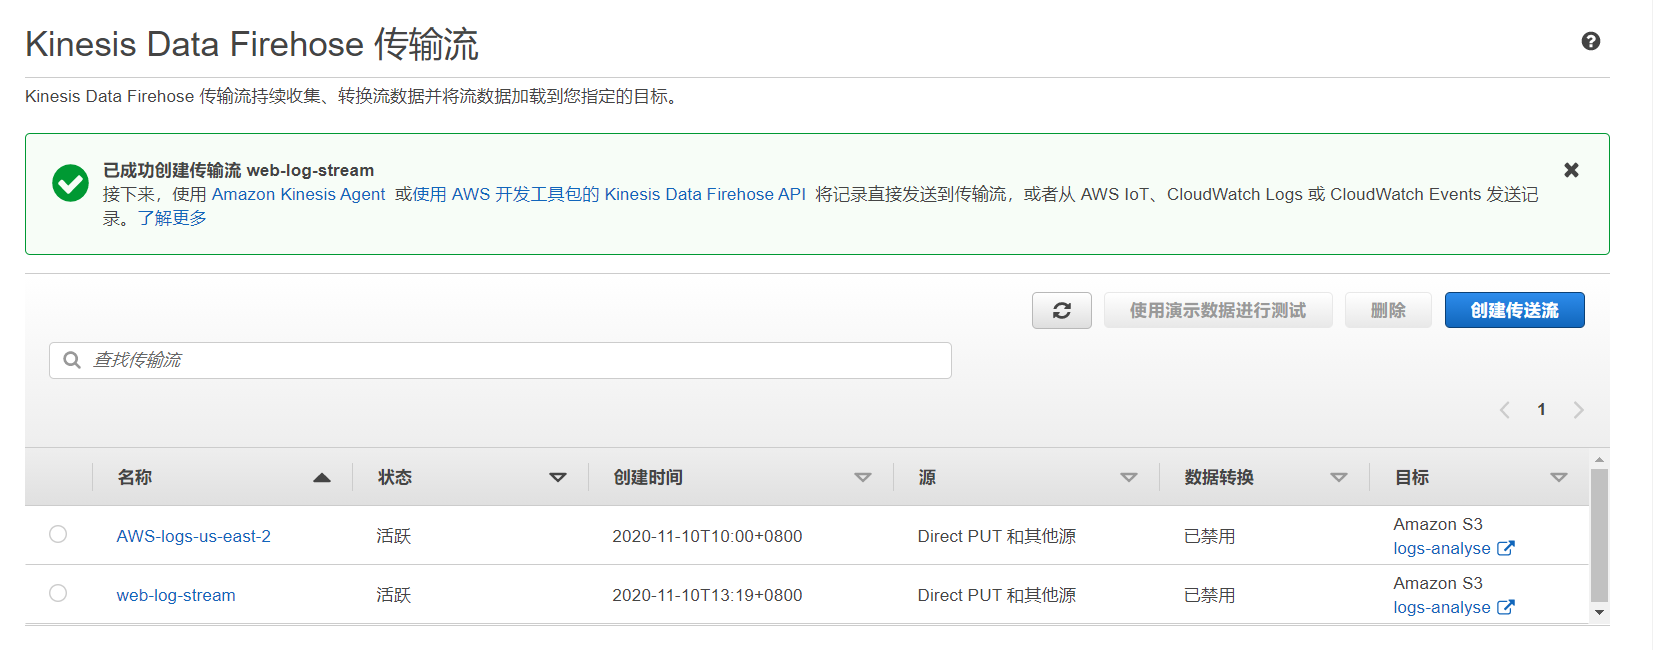 Kinesis Data Firehose 传输流
Kinesis Data Firehose 传输流持续收集、转换流数据并将流数据加载到您指定的目标。
已成功创建传输流 web-log-stream
接下来，使用 Amazon Kinesis Agent 或使用 AWS 开发工具包的 Kinesis Data Firehose API 将记录直接发送到传输流，或者从 AWS IoT、CloudWatch Logs 或 CloudWatch Events 发送记
录。了解更多
使用演示数据进行测试 删除 创建传送流
查找传输流
1
名称 状态 创建时间 源 数据转换 目标
AWS-logs-us-east-2 活跃 2020-11-10T10:00+0800 Direct PUT 和其他源 已禁用 Amazon S3
logs-analyse
web-log-stream 活跃 2020-11-10T13:19+0800 Direct PUT 和其他源 已禁用 Amazon S3
logs-analyse